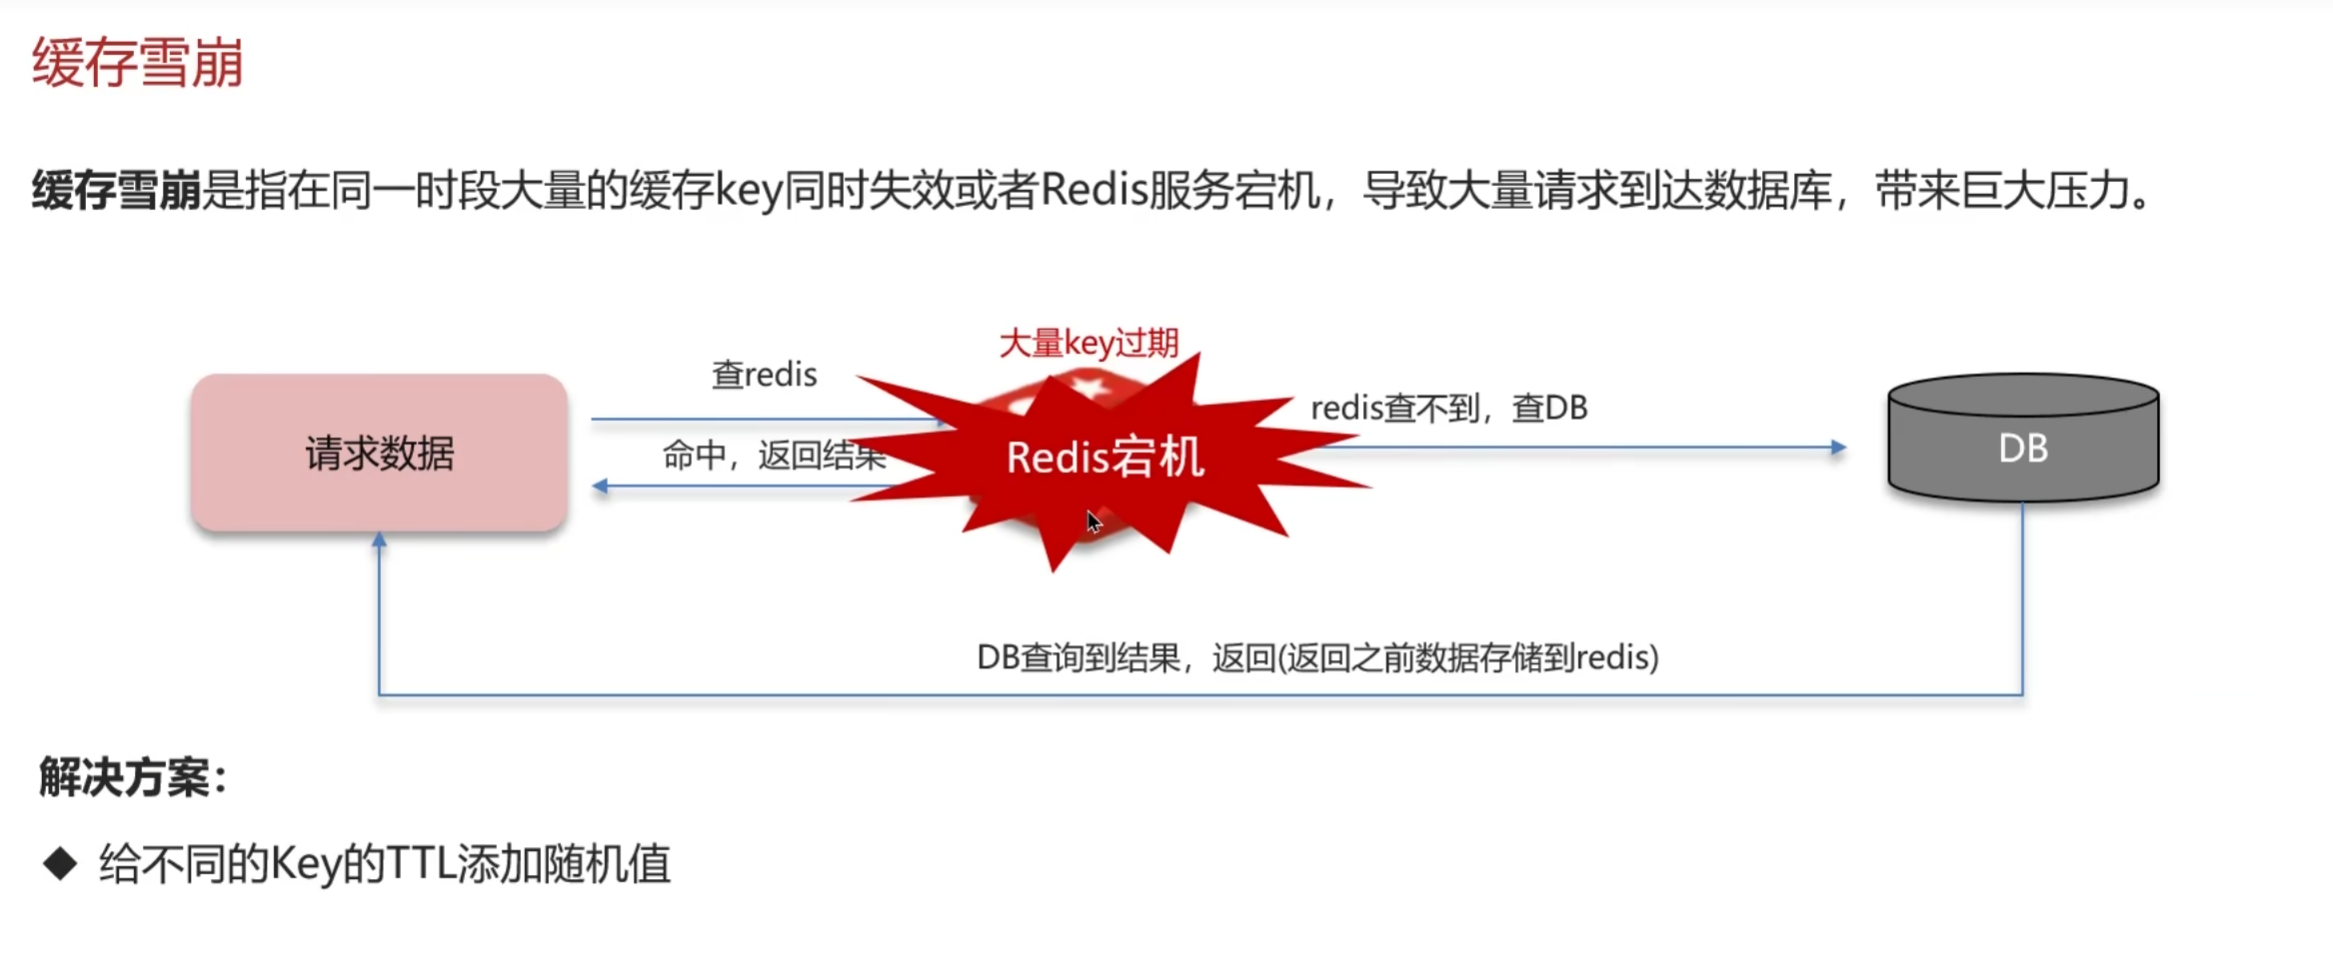 缓存雪崩
缓存雪崩是指在同一时段大量的缓存key同时失效或者Redis服务宕机，导致大量请求到达数据库，带来巨大压力。
大量key过期
查redis
redis查不到，查DB
请求数据
命中，返回结果
Redis宕机
DB
DB查询到结果，返回(返回之前数据存储到redis)
解决方案：
◆ 给不同的Key的TTL添加随机值